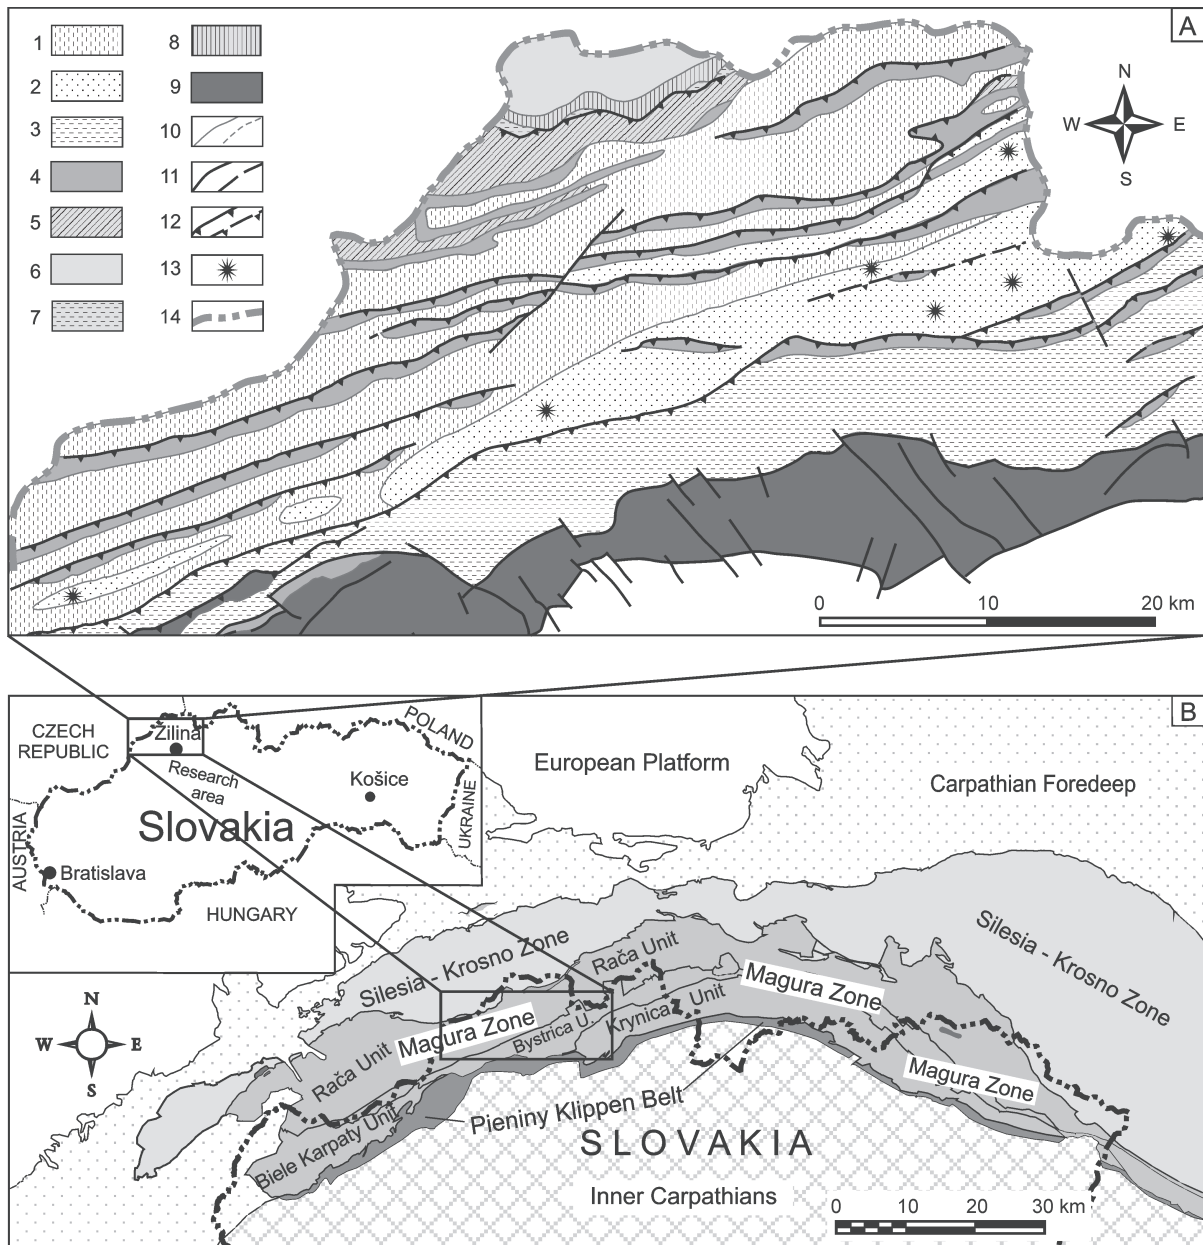 A
1
2
3
4
5
6
7
8
9
10
11
12
13
14
N
W E
S
0 10 20 km
B
CZECH
REPUBLIC
POLAND
Žilina
Research
area
Košice
Slovakia
UKRAINE
AUSTRIA
Bratislava
HUNGARY
European Platform
Carpathian Foredeep
Silesia - Krosno Zone
Silesia - Krosno Zone
Rača Unit
Magura Zone
Magura Zone
Bystrica U.
Krynica Unit
Rača Unit
Magura Zone
Biele Karpaty Unit
Pieniny Klippen Belt
N
W E
S
SLOVAKIA
Inner Carpathians
0 10 20 30 km